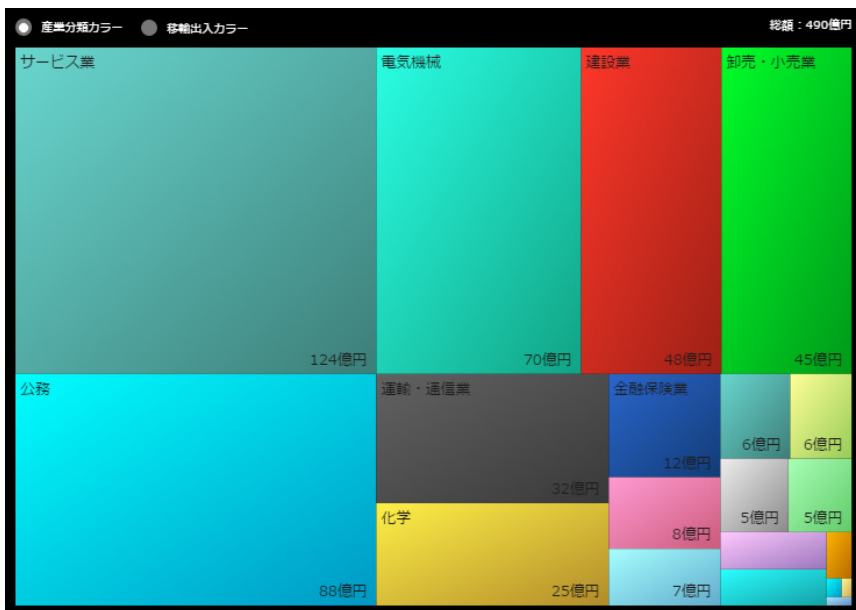 産業分類カラー 移輸出入カラー 総額：490億円
サービス業
124億円
電気機械
70億円
建設業
48億円
卸売・小売業
45億円
公務
88億円
運輸・通信業
32億円
化学
25億円
金融保険業
12億円
8億円
7億円
6億円
6億円
5億円
5億円